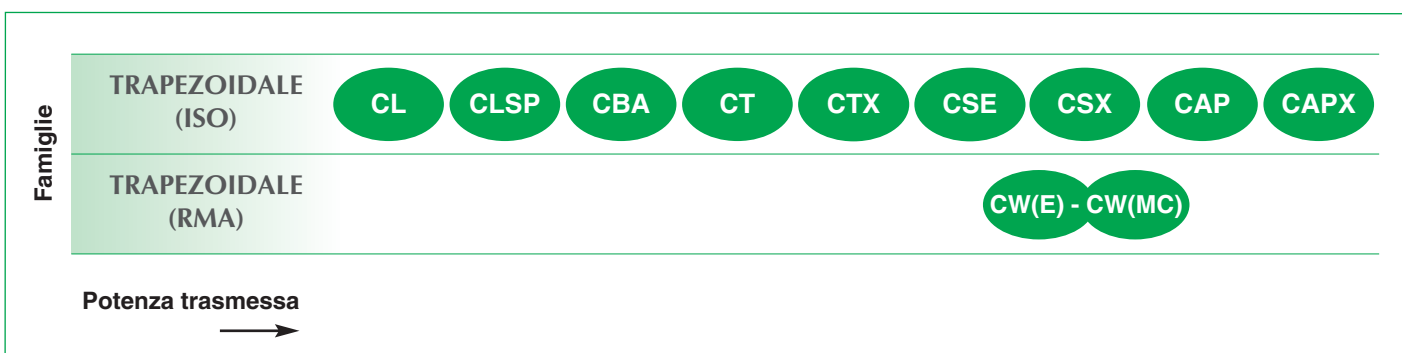 Famiglie
TRAPEZOIDALE
(ISO)
CL CLSP CBA CT CTX CSE CSX CAP CAPX
TRAPEZOIDALE
(RMA)
CW(E) - CW(MC)
Potenza trasmessa